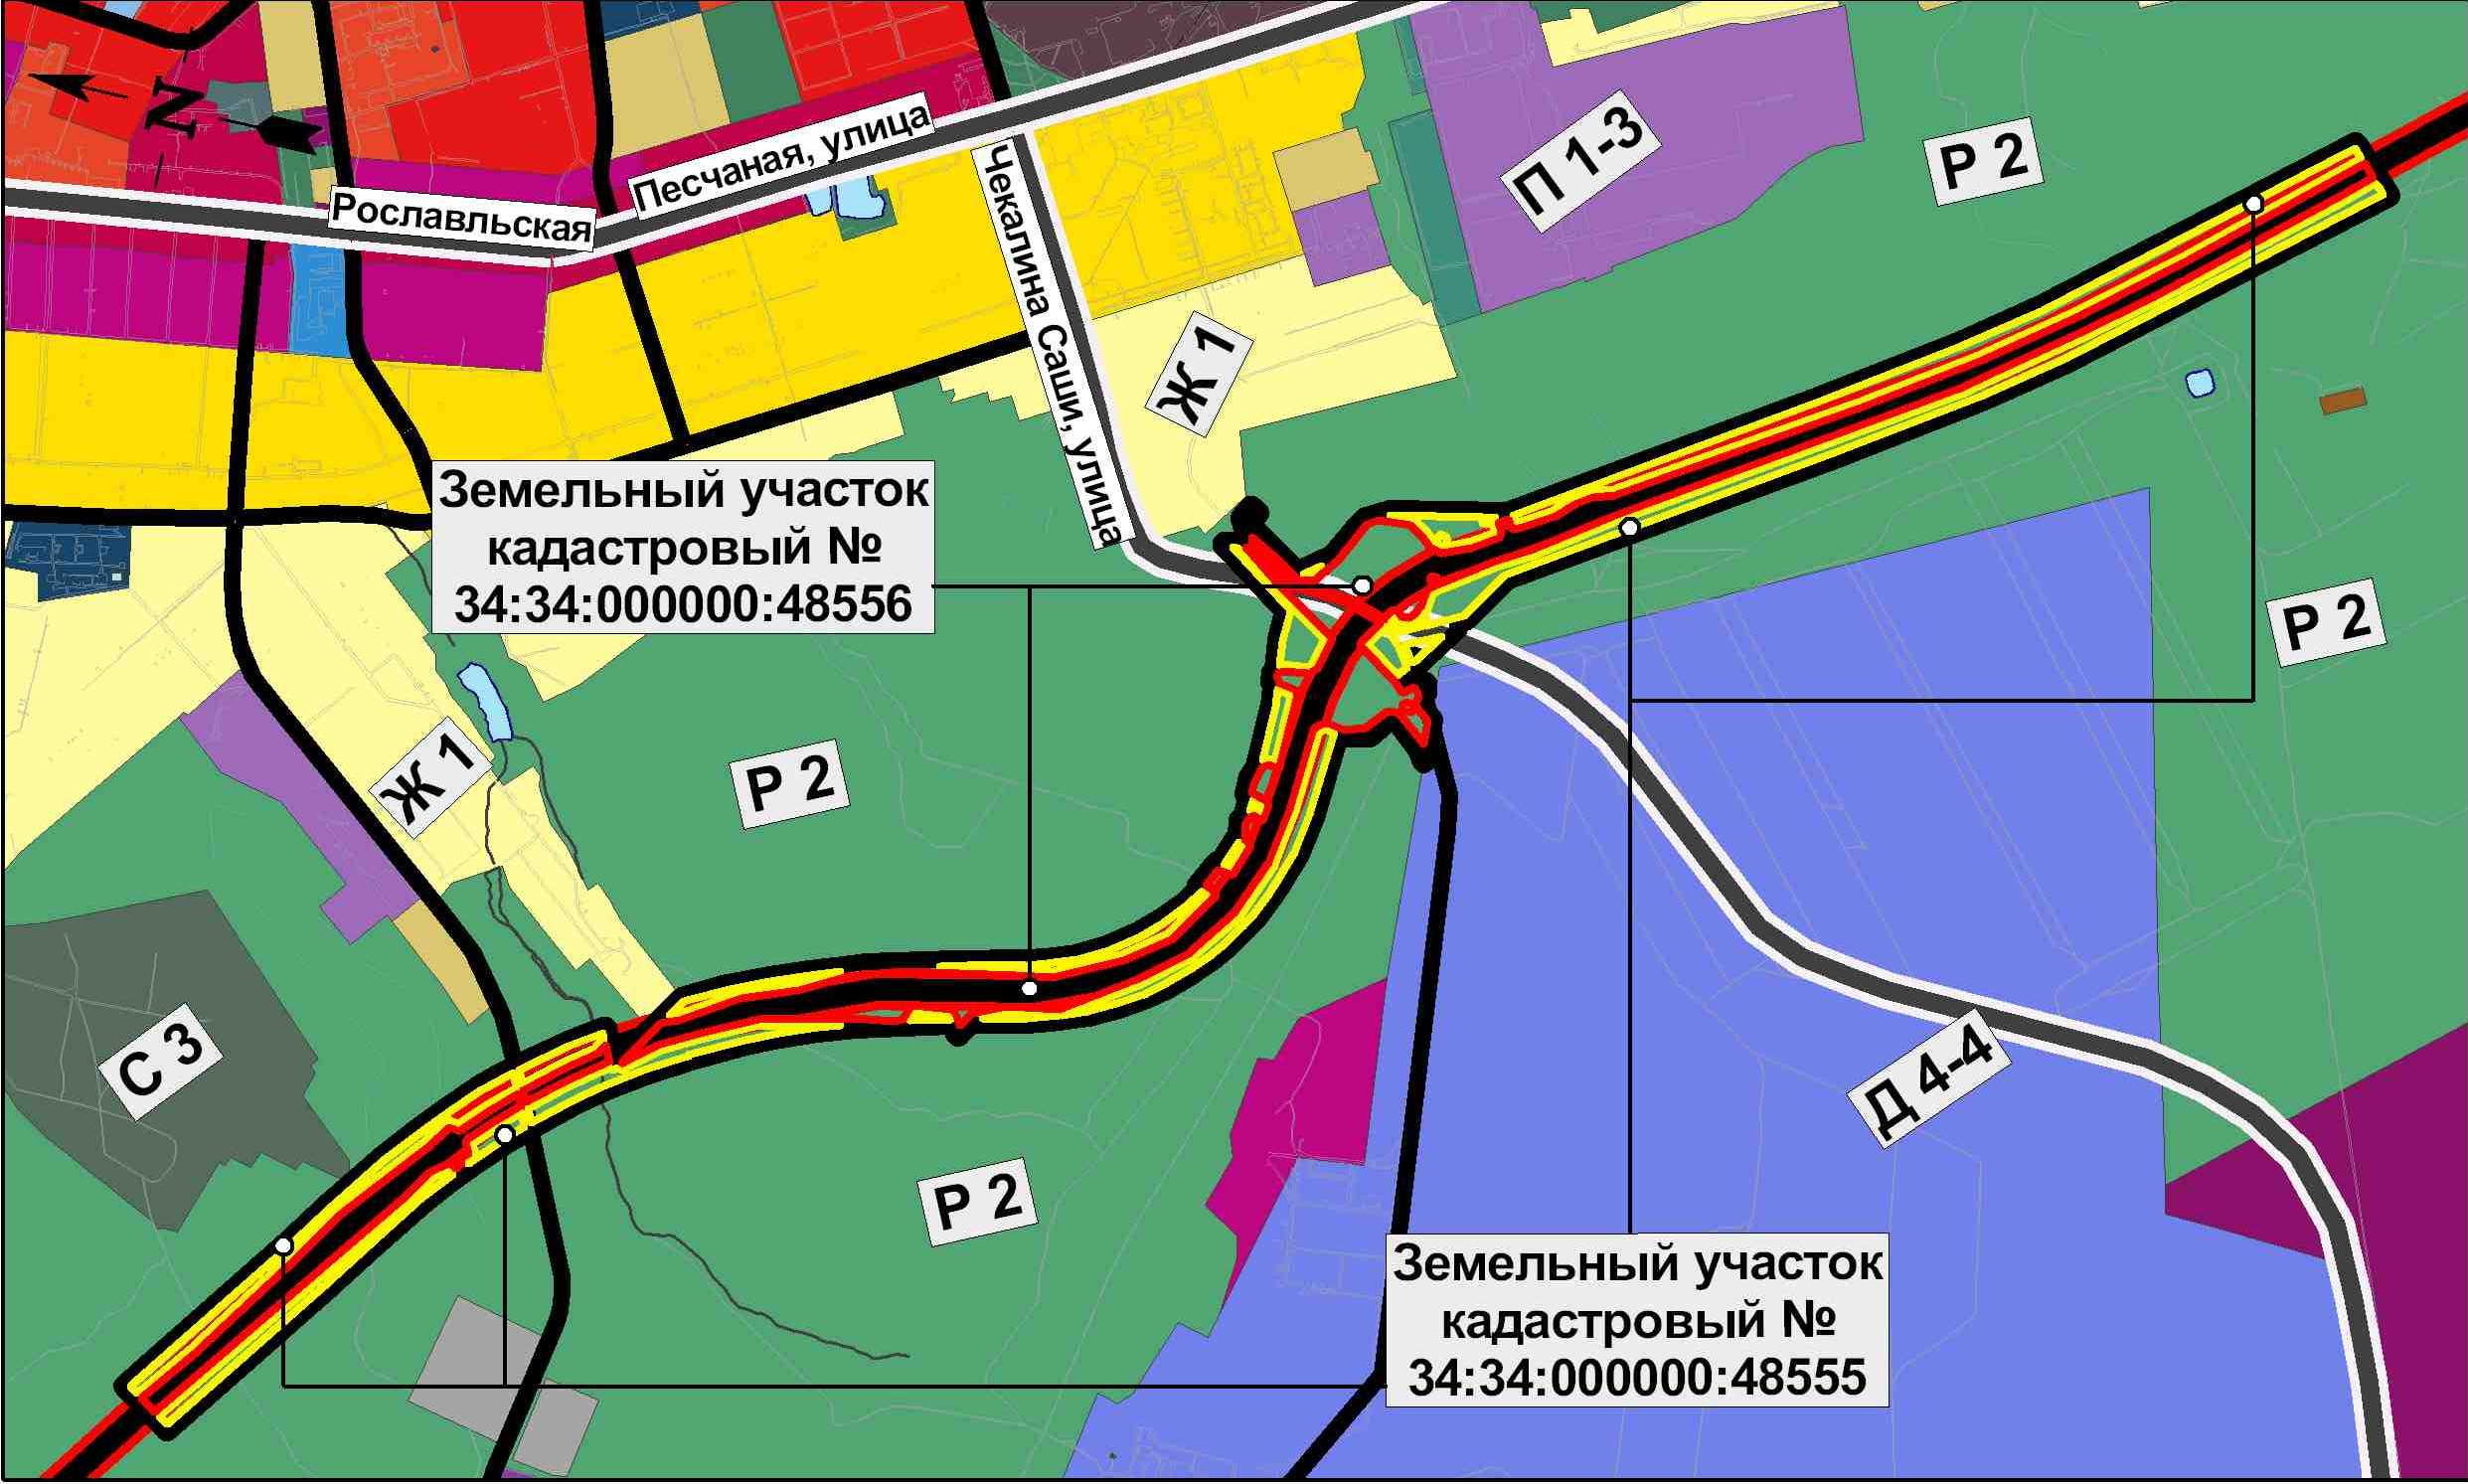 N
Рославльская
Песчаная, улица
Чекалина Саши, улица
П 1-3
Р 2
Ж 1
Земельный участок
кадастровый №
34:34:000000:48556
Р 2
Ж 1
Р 2
С 3
Д 4-4
Р 2
Земельный участок
кадастровый №
34:34:000000:48555